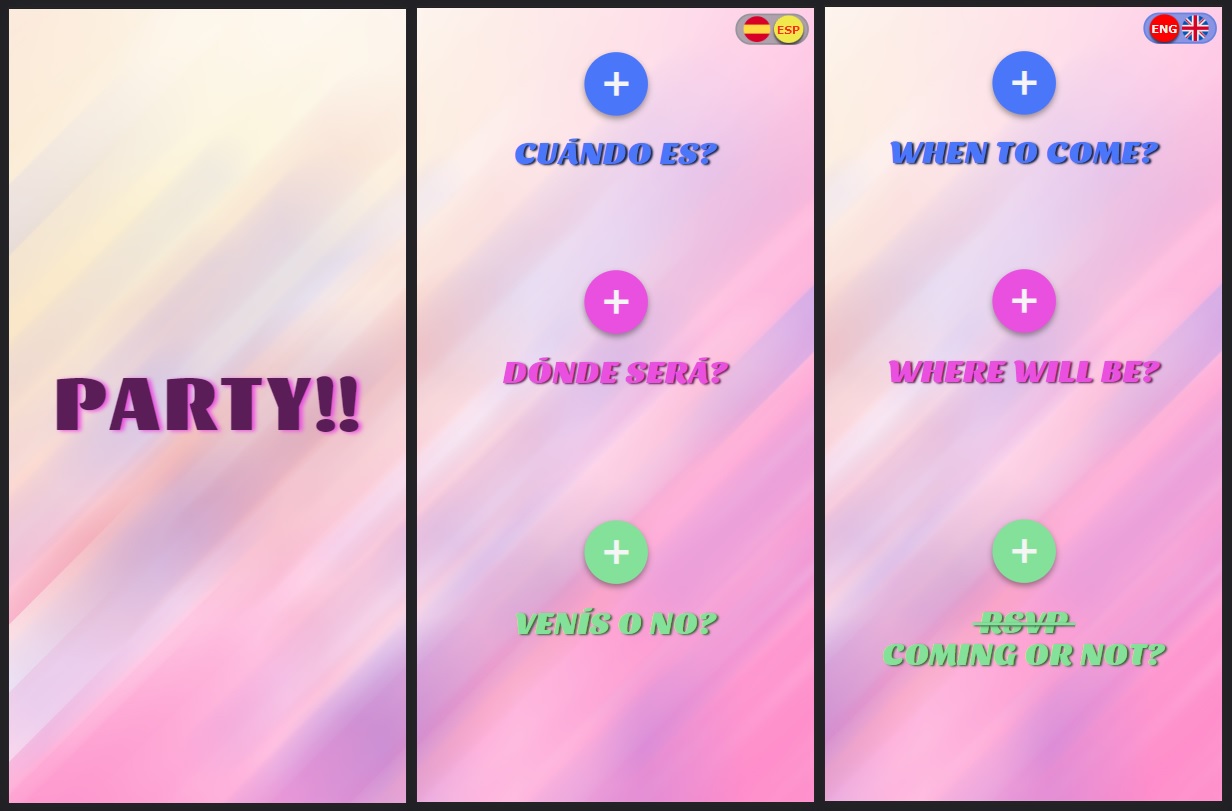 PARTY!!
ESP
CUÁNDO ES?
DÓNDE SERÁ?
VENÍS O NO?
ENG
WHEN TO COME?
WHERE WILL BE?
RSVP
COMING OR NOT?